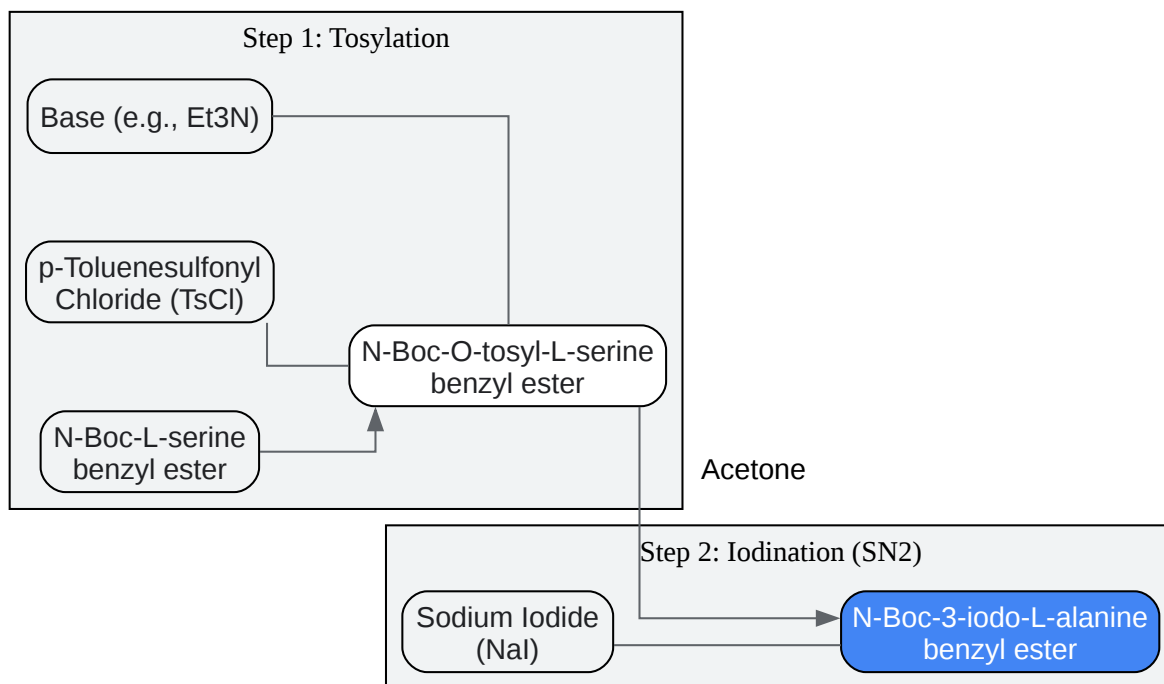 Step 1: Tosylation
Base (e.g., Et3N)
p-Toluenesulfonyl
Chloride (TsCl)
N-Boc-O-tosyl-L-serine
benzyl ester
N-Boc-L-serine
benzyl ester
Acetone
Step 2: Iodination (SN2)
Sodium Iodide
(NaI)
N-Boc-3-iodo-L-alanine
benzyl ester